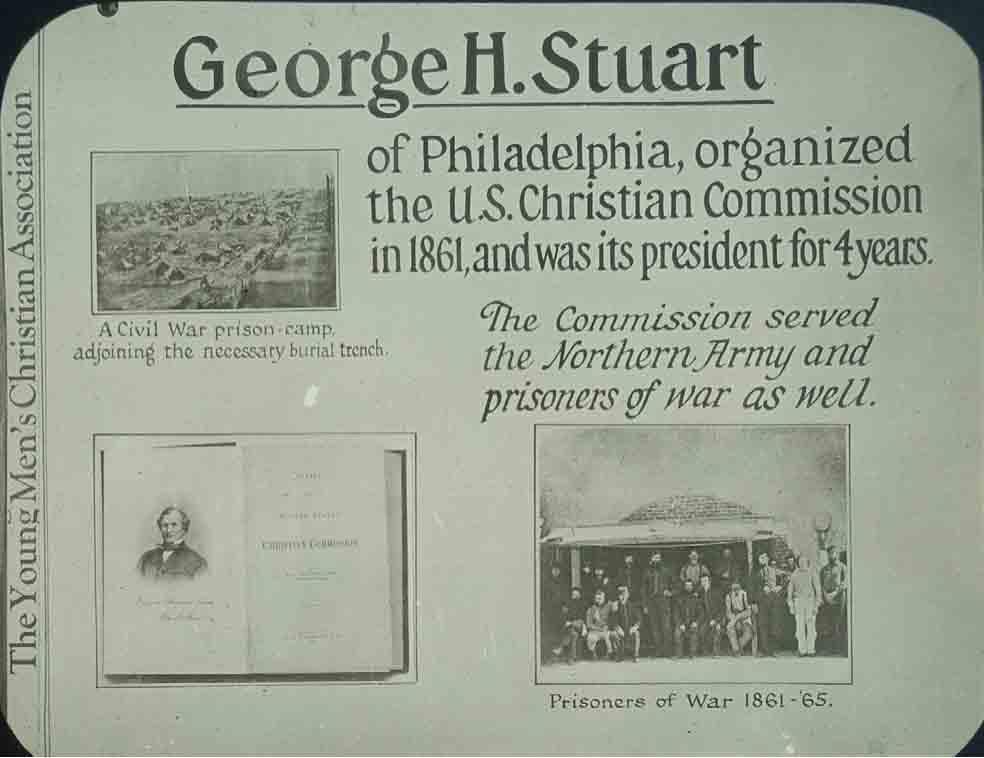 The Young Men's Christian Association
George H. Stuart
of Philadelphia, organized
the U.S. Christian Commission
in 1861, and was its president for 4 years.
A Civil War prison-camp,
adjoining the necessary burial trench.
The Commission served
the Northern Army and
prisoners of war as well.
CHRISTIAN COMMISSION
Prisoners of War 1861-'65.